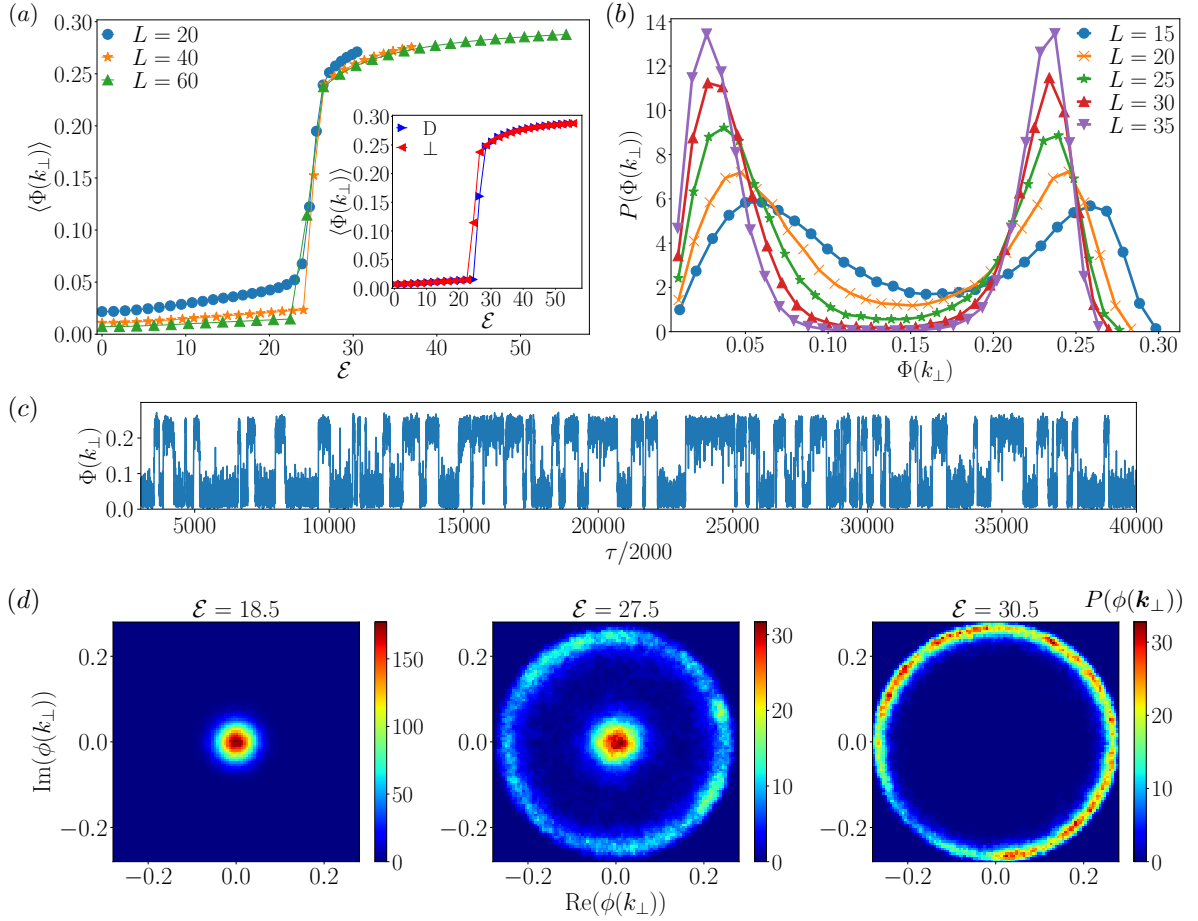 (a)
0.30
0.25
0.20
0.15
0.10
0.05
0.00
⟨Φ(k⊥)⟩
L = 20
L = 40
L = 60
0 10 20 30 40 50
ℰ
0.30
0.25
0.20
0.15
0.10
0.05
0.00
⟨Φ(k⊥)⟩
D
⊥
0 10 20 30 40 50
ℰ
(b)
14
12
10
8
6
4
2
0
P(Φ(k⊥))
L = 15
L = 20
L = 25
L = 30
L = 35
0.05 0.10 0.15 0.20 0.25 0.30
Φ(k⊥)
(c)
Φ(k⊥)
0.2
0.1
0.0
5000 10000 15000 20000 25000 30000 35000 40000
τ/2000
(d)
ℰ = 18.5
Im(ϕ(k⊥))
0.2
0.0
−0.2
−0.2 0.0 0.2
150
100
50
0
ℰ = 27.5
0.2
0.0
−0.2
−0.2 0.0 0.2
Re(ϕ(k⊥))
30
20
10
0
ℰ = 30.5
P(ϕ(k⊥))
0.2
0.0
−0.2
−0.2 0.0 0.2
30
20
10
0